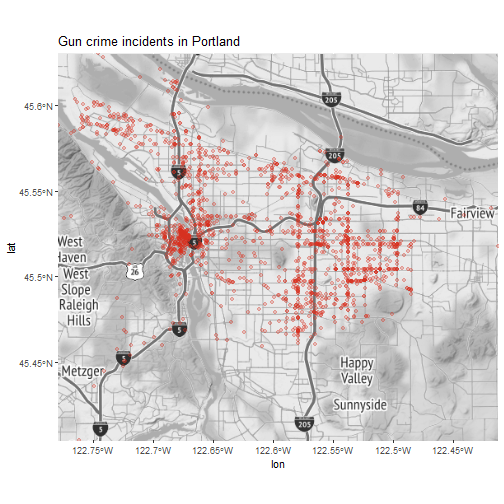 Gun crime incidents in Portland
45.6°N
45.55°N
45.5°N
45.45°N
lat
205
205
5
84
Fairview
West
Haven
5
26
West
Slope
Raleigh
Hills
5
5
Metzger
Happy
Valley
Sunnyside
205
5
122.75°W
122.7°W
122.65°W
122.6°W
122.55°W
122.5°W
122.45°W
lon